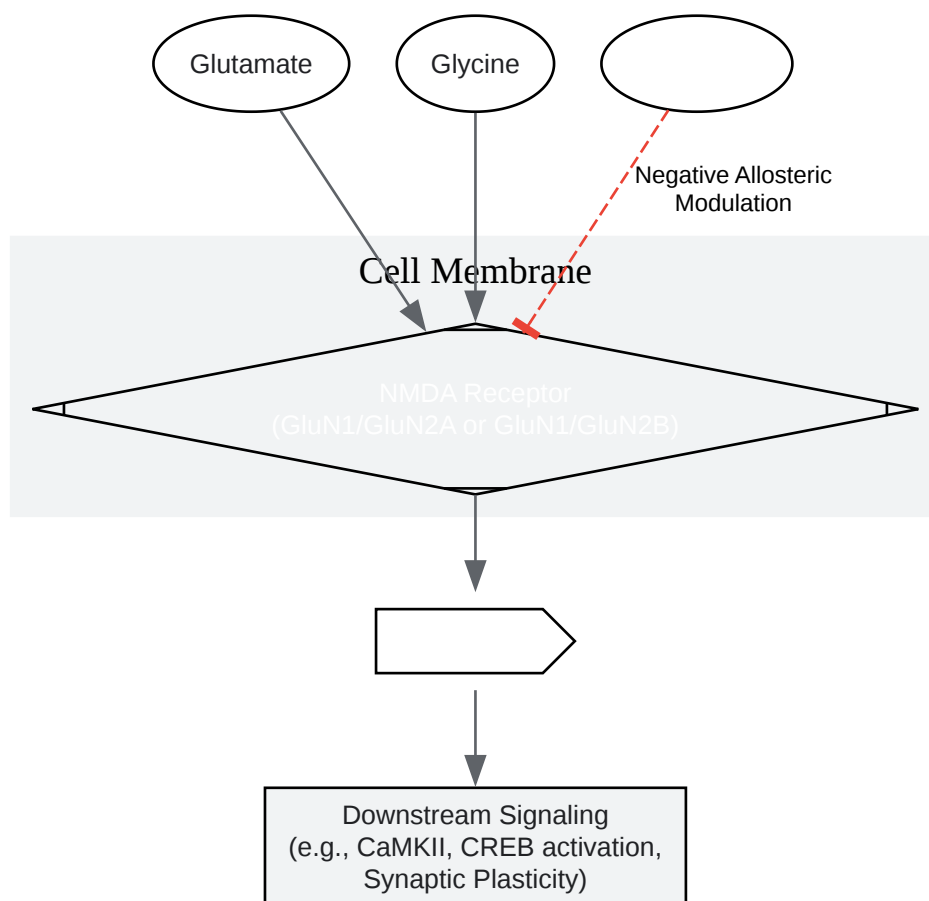 Glutamate
Glycine
Negative Allosteric
Modulation
Cell Membrane
NMDA Receptor
(GluN1/GluN2A or GluN1/GluN2B)
Downstream Signaling
(e.g., CaMKII, CREB activation,
Synaptic Plasticity)